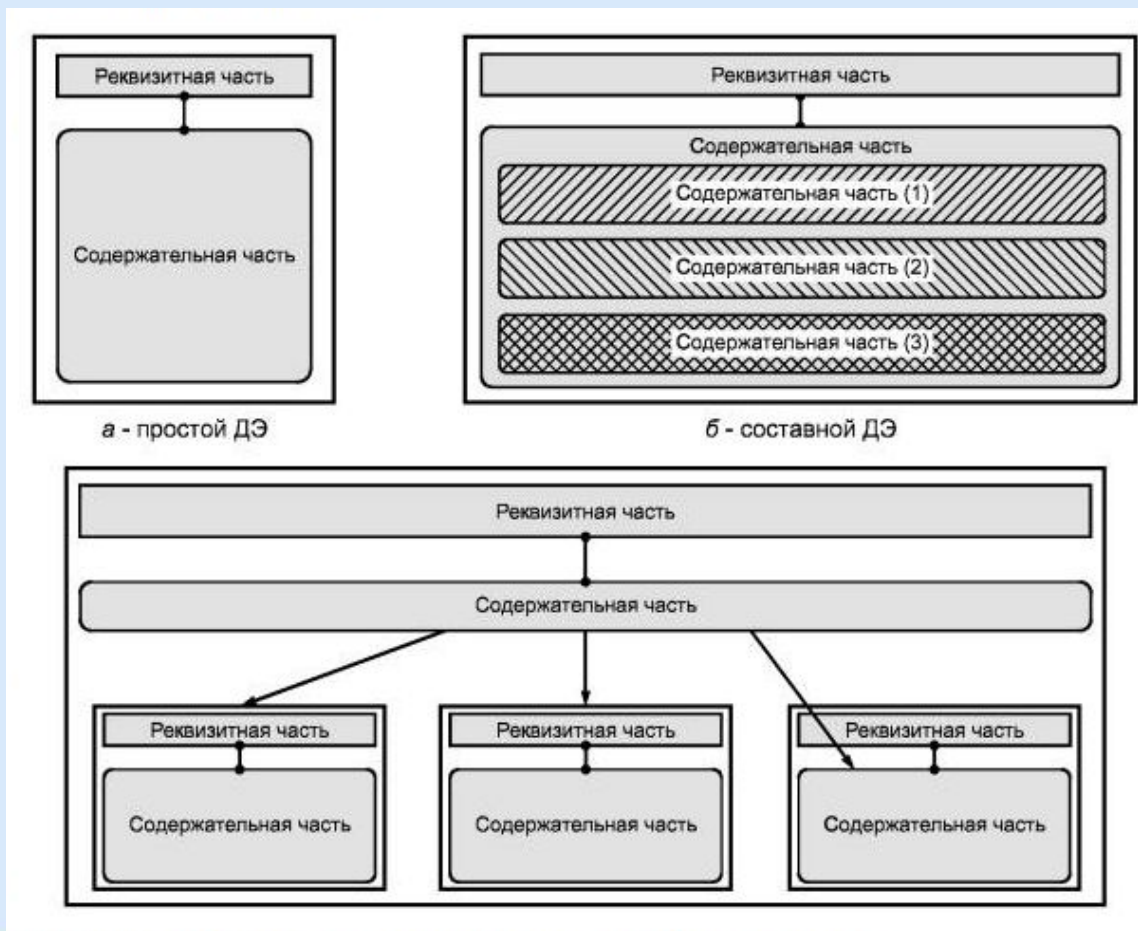 Реквизитная часть
Содержательная часть
а - простой ДЭ
Реквизитная часть
Содержательная часть
Содержательная часть (1)
Содержательная часть (2)
Содержательная часть (3)
б - составной ДЭ
Реквизитная часть
Содержательная часть
Реквизитная часть
Содержательная часть
Реквизитная часть
Содержательная часть
Реквизитная часть
Содержательная часть